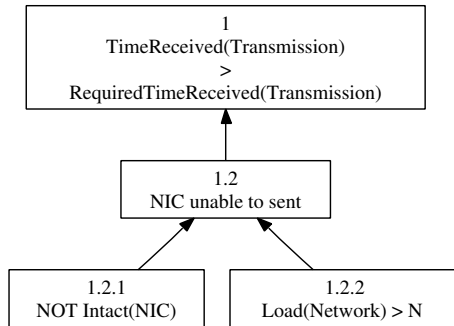 1
TimeReceived(Transmission)
>
RequiredTimeReceived(Transmission)
1.2
NIC unable to sent
1.2.1
NOT Intact(NIC)
1.2.2
Load(Network) > N